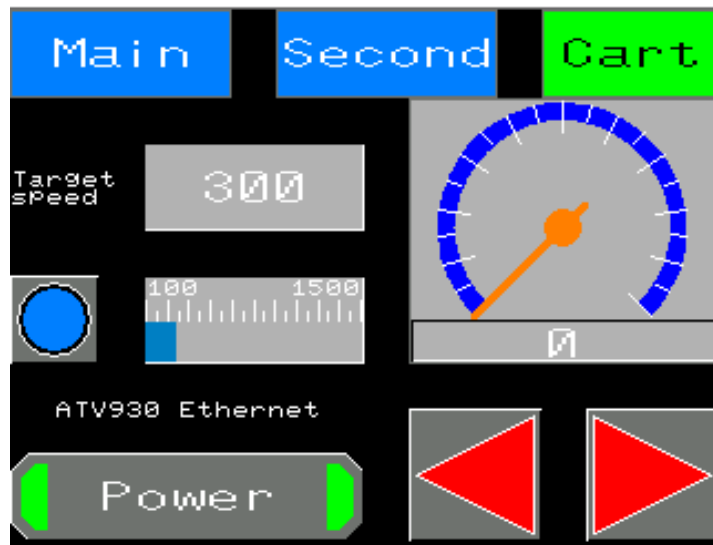 Main
Second
Cart
Target
speed
300
100 1500
0
ATV930 Ethernet
Power